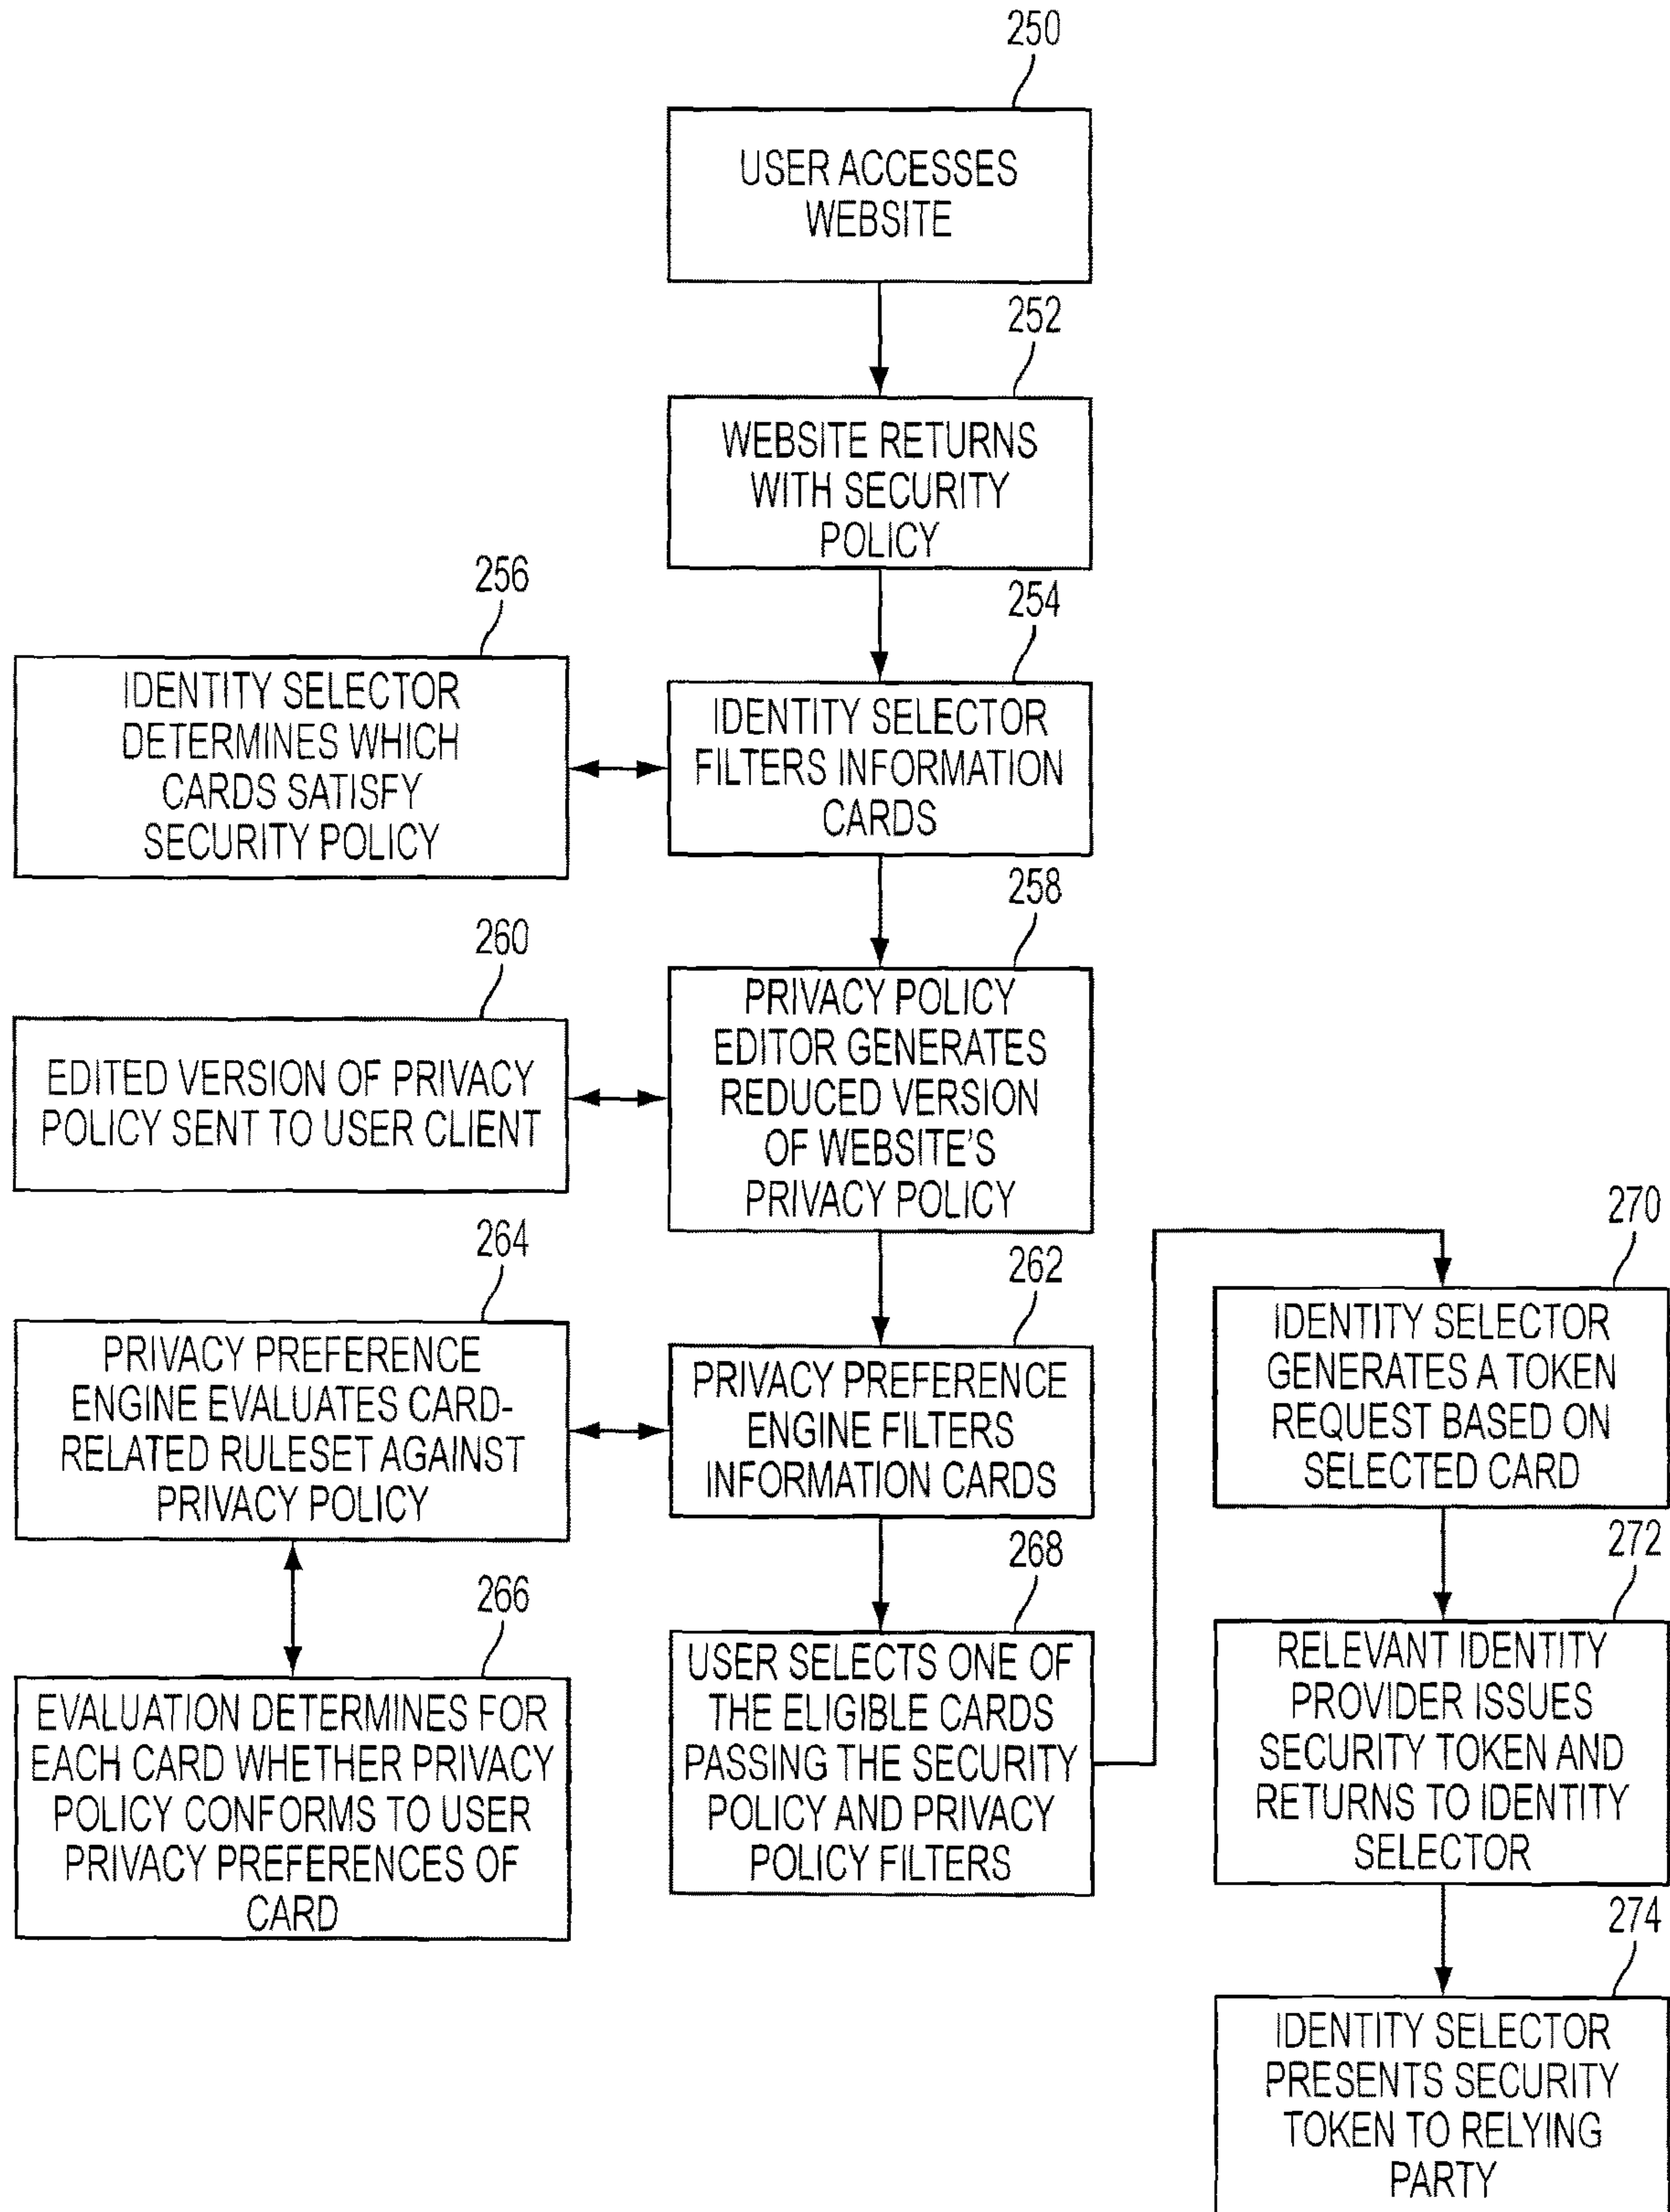 250
USER ACCESSES
WEBSITE
252
WEBSITE RETURNS
WITH SECURITY
POLICY
254
IDENTITY SELECTOR
FILTERS INFORMATION
CARDS
256
IDENTITY SELECTOR
DETERMINES WHICH
CARDS SATISFY
SECURITY POLICY
258
PRIVACY POLICY
EDITOR GENERATES
REDUCED VERSION
OF WEBSITE'S
PRIVACY POLICY
260
EDITED VERSION OF PRIVACY
POLICY SENT TO USER CLIENT
262
PRIVACY PREFERENCE
ENGINE FILTERS
INFORMATION CARDS
264
PRIVACY PREFERENCE
ENGINE EVALUATES CARD-
RELATED RULESET AGAINST
PRIVACY POLICY
266
EVALUATION DETERMINES FOR
EACH CARD WHETHER PRIVACY
POLICY CONFORMS TO USER
PRIVACY PREFERENCES OF
CARD
268
USER SELECTS ONE OF
THE ELIGIBLE CARDS
PASSING THE SECURITY
POLICY AND PRIVACY
POLICY FILTERS
270
IDENTITY SELECTOR
GENERATES A TOKEN
REQUEST BASED ON
SELECTED CARD
272
RELEVANT IDENTITY
PROVIDER ISSUES
SECURITY TOKEN AND
RETURNS TO IDENTITY
SELECTOR
274
IDENTITY SELECTOR
PRESENTS SECURITY
TOKEN TO RELYING
PARTY